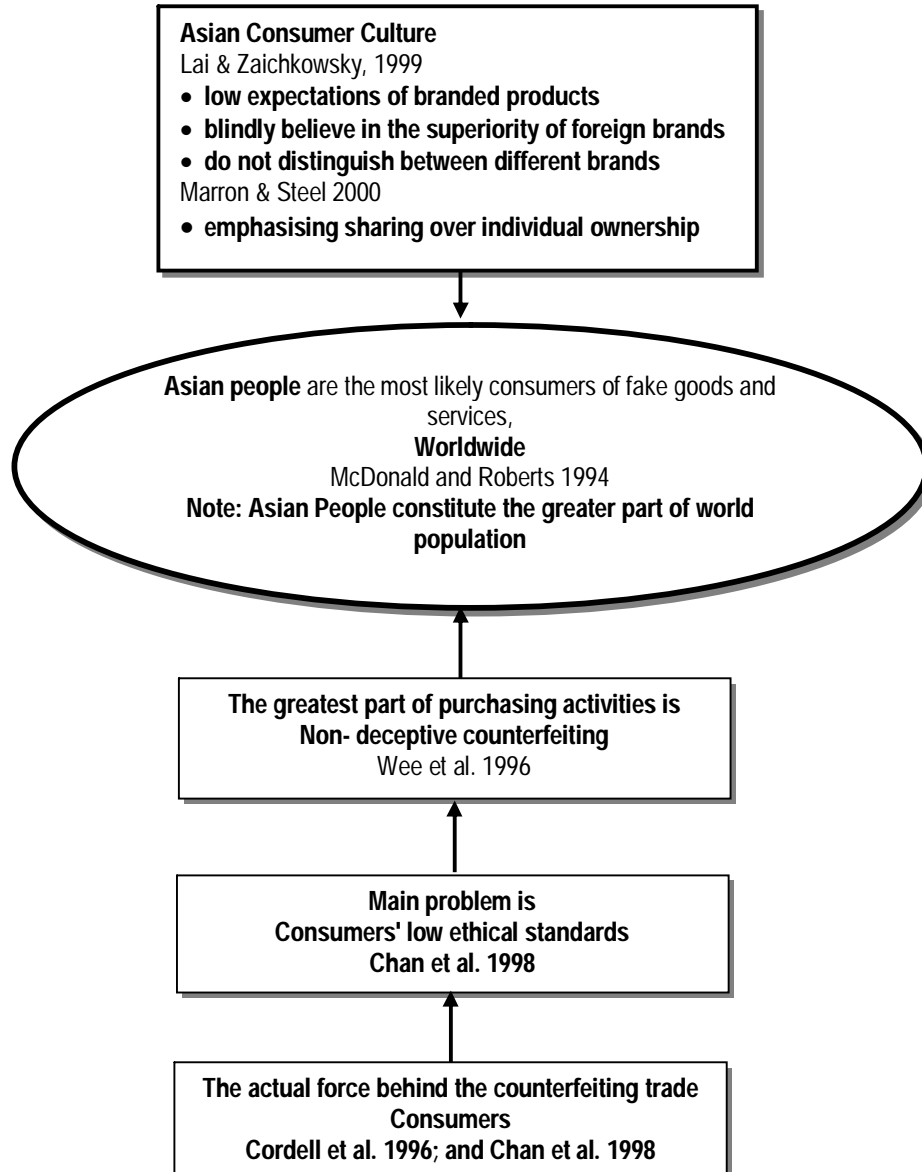 Asian Consumer Culture
Lai & Zaichkowsky, 1999
• low expectations of branded products
• blindly believe in the superiority of foreign brands
• do not distinguish between different brands
Marron & Steel 2000
• emphasising sharing over individual ownership
Asian people are the most likely consumers of fake goods and
services,
Worldwide
McDonald and Roberts 1994
Note: Asian People constitute the greater part of world
population
The greatest part of purchasing activities is
Non- deceptive counterfeiting
Wee et al. 1996
Main problem is
Consumers' low ethical standards
Chan et al. 1998
The actual force behind the counterfeiting trade
Consumers
Cordell et al. 1996; and Chan et al. 1998